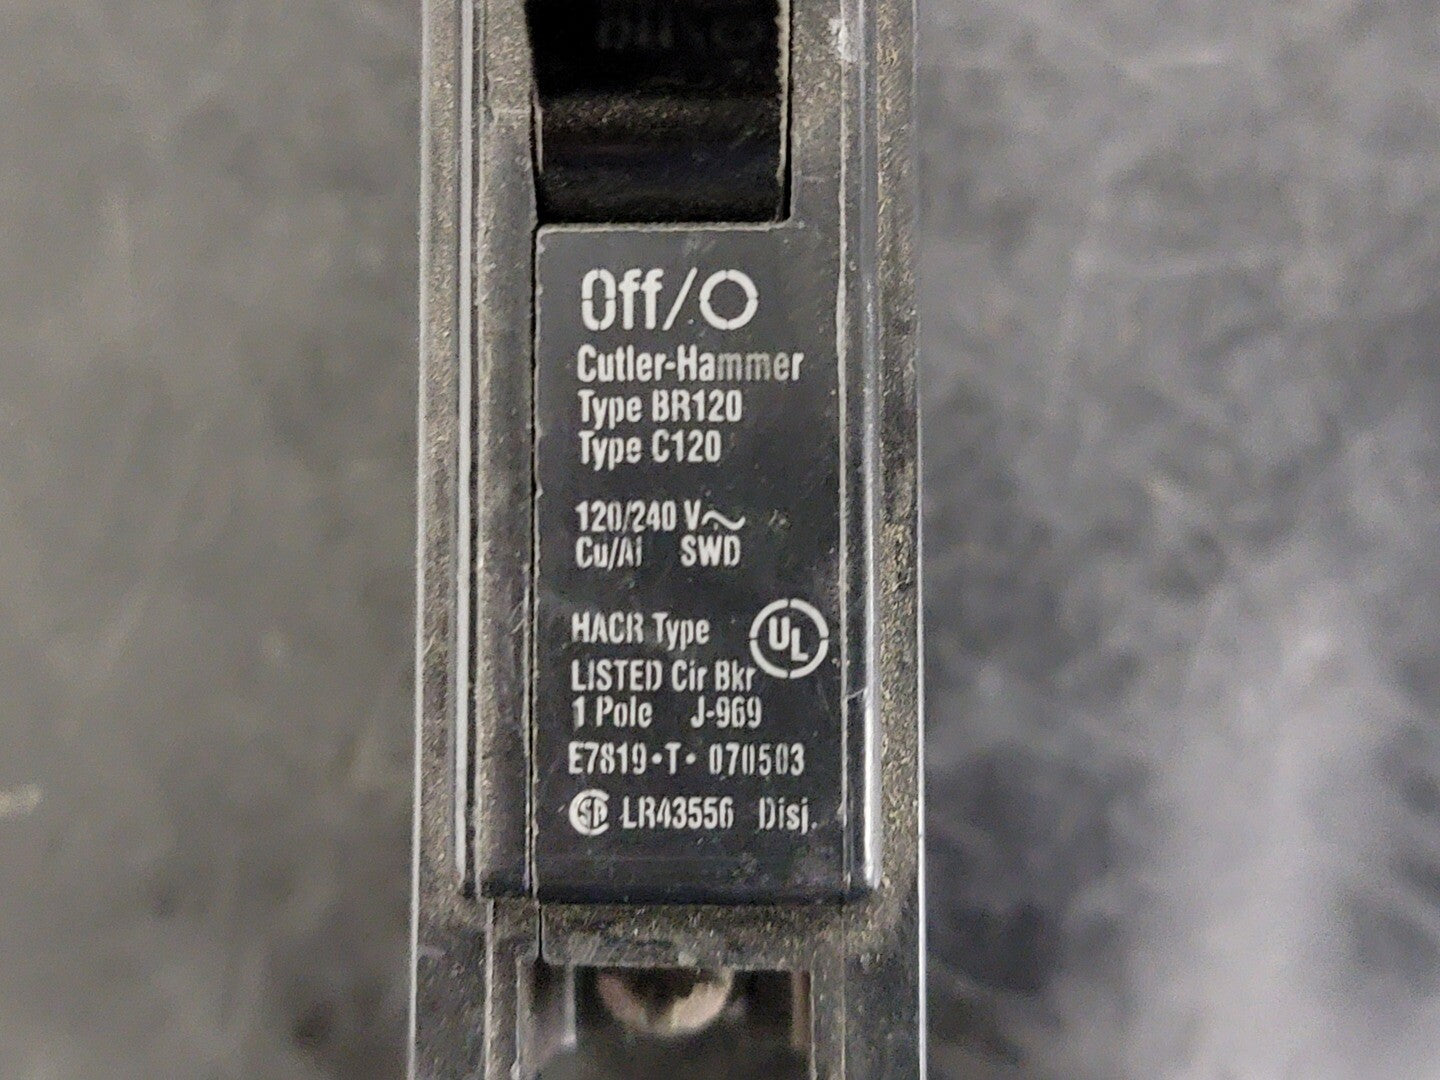 Off/O
Cutler-Hammer
Type BR120
Type C120
120/240 V~
Cu/Al SWD
HACR Type
UL
LISTED Cir Bkr
1 Pole J-969
E7819•T• 070503
LR43556 Disj.